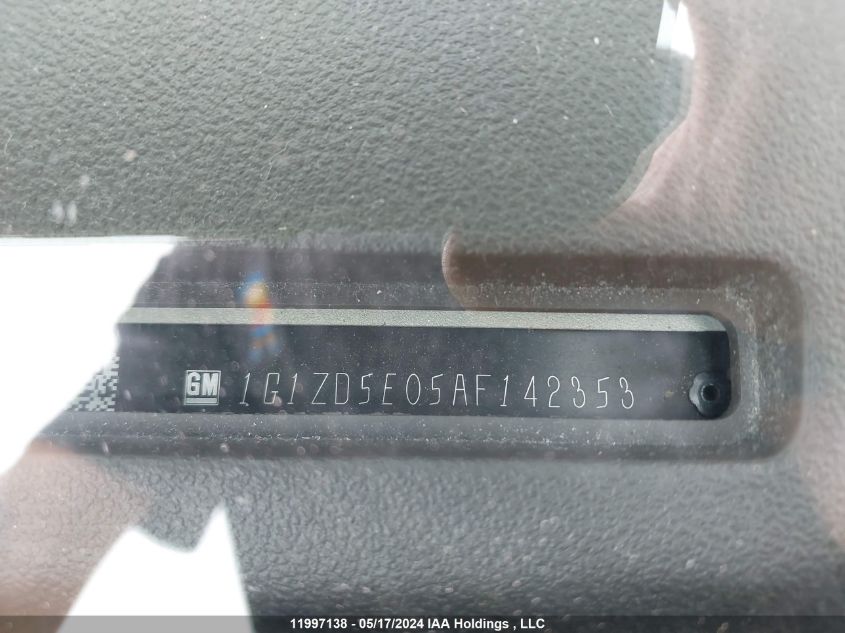 GM 1G1ZD5E05AF142353
11997138 - 05/17/2024 IAA Holdings , LLC